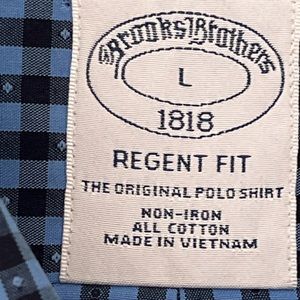 Brooks Brothers
L
1818
REGENT FIT
THE ORIGINAL POLO SHIRT
NON-IRON
ALL COTTON
MADE IN VIETNAM